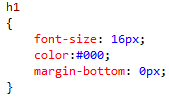 h1
{
font-size: 16px;
color:#000;
margin-bottom: 0px;
}